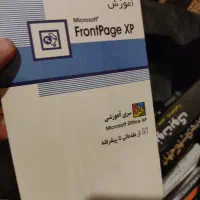 آموزش
Microsoft®
FrontPage XP
سری آموزشی
Microsoft Office XP
از مقدماتی تا پیشرفته